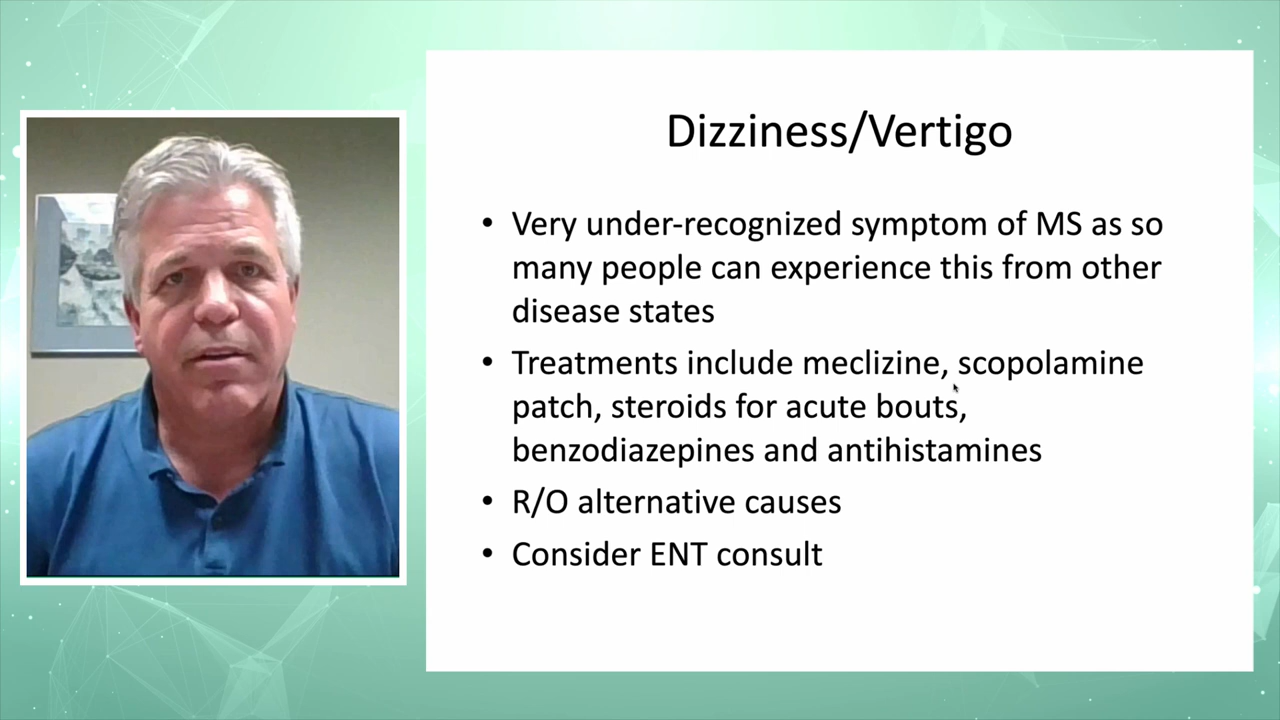 Dizziness/Vertigo
• Very under-recognized symptom of MS as so
many people can experience this from other
disease states
• Treatments include meclizine, scopolamine
patch, steroids for acute bouts,
benzodiazepines and antihistamines
• R/O alternative causes
• Consider ENT consult